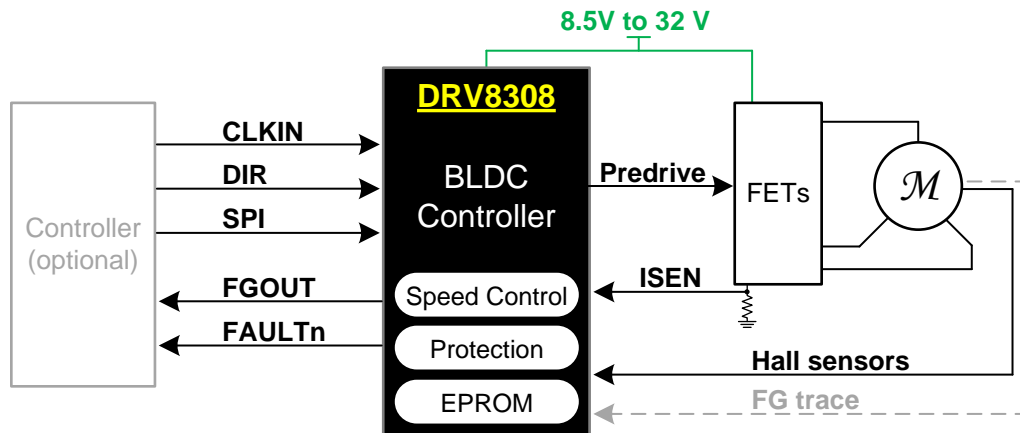 8.5V to 32 V
DRV8308
BLDC
Controller
Speed Control
Protection
EPROM
Controller
(optional)
CLKIN
DIR
SPI
FGOUT
FAULTn
Predrive
ISEN
FETs
M
Hall sensors
FG trace